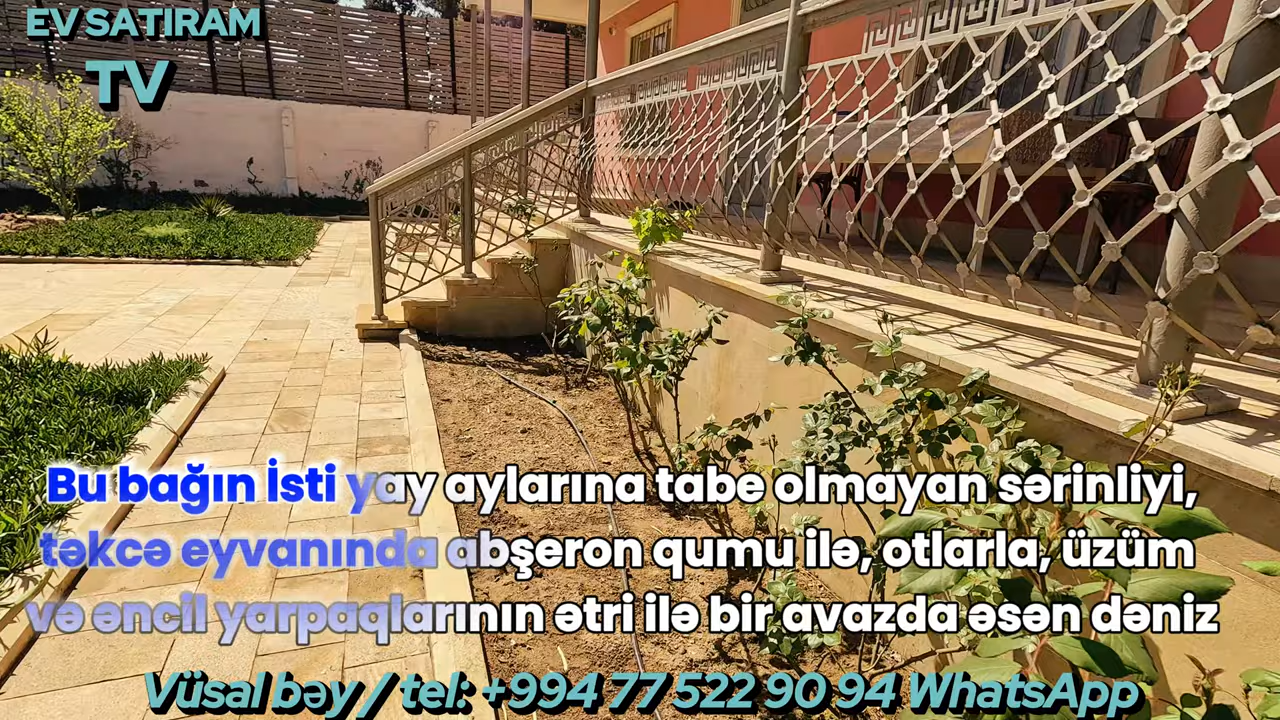 EV SATIRAM
TV
Bu bağın İsti yay aylarına tabe olmayan sərinliyi,
təkcə eyvanında abşeron qumu ilə, otlarla, üzüm
və əncil yarpaqlarının ətri ilə bir avazda əsən dəniz
Vüsal bəy / tel: +994 77 522 90 94 WhatsApp